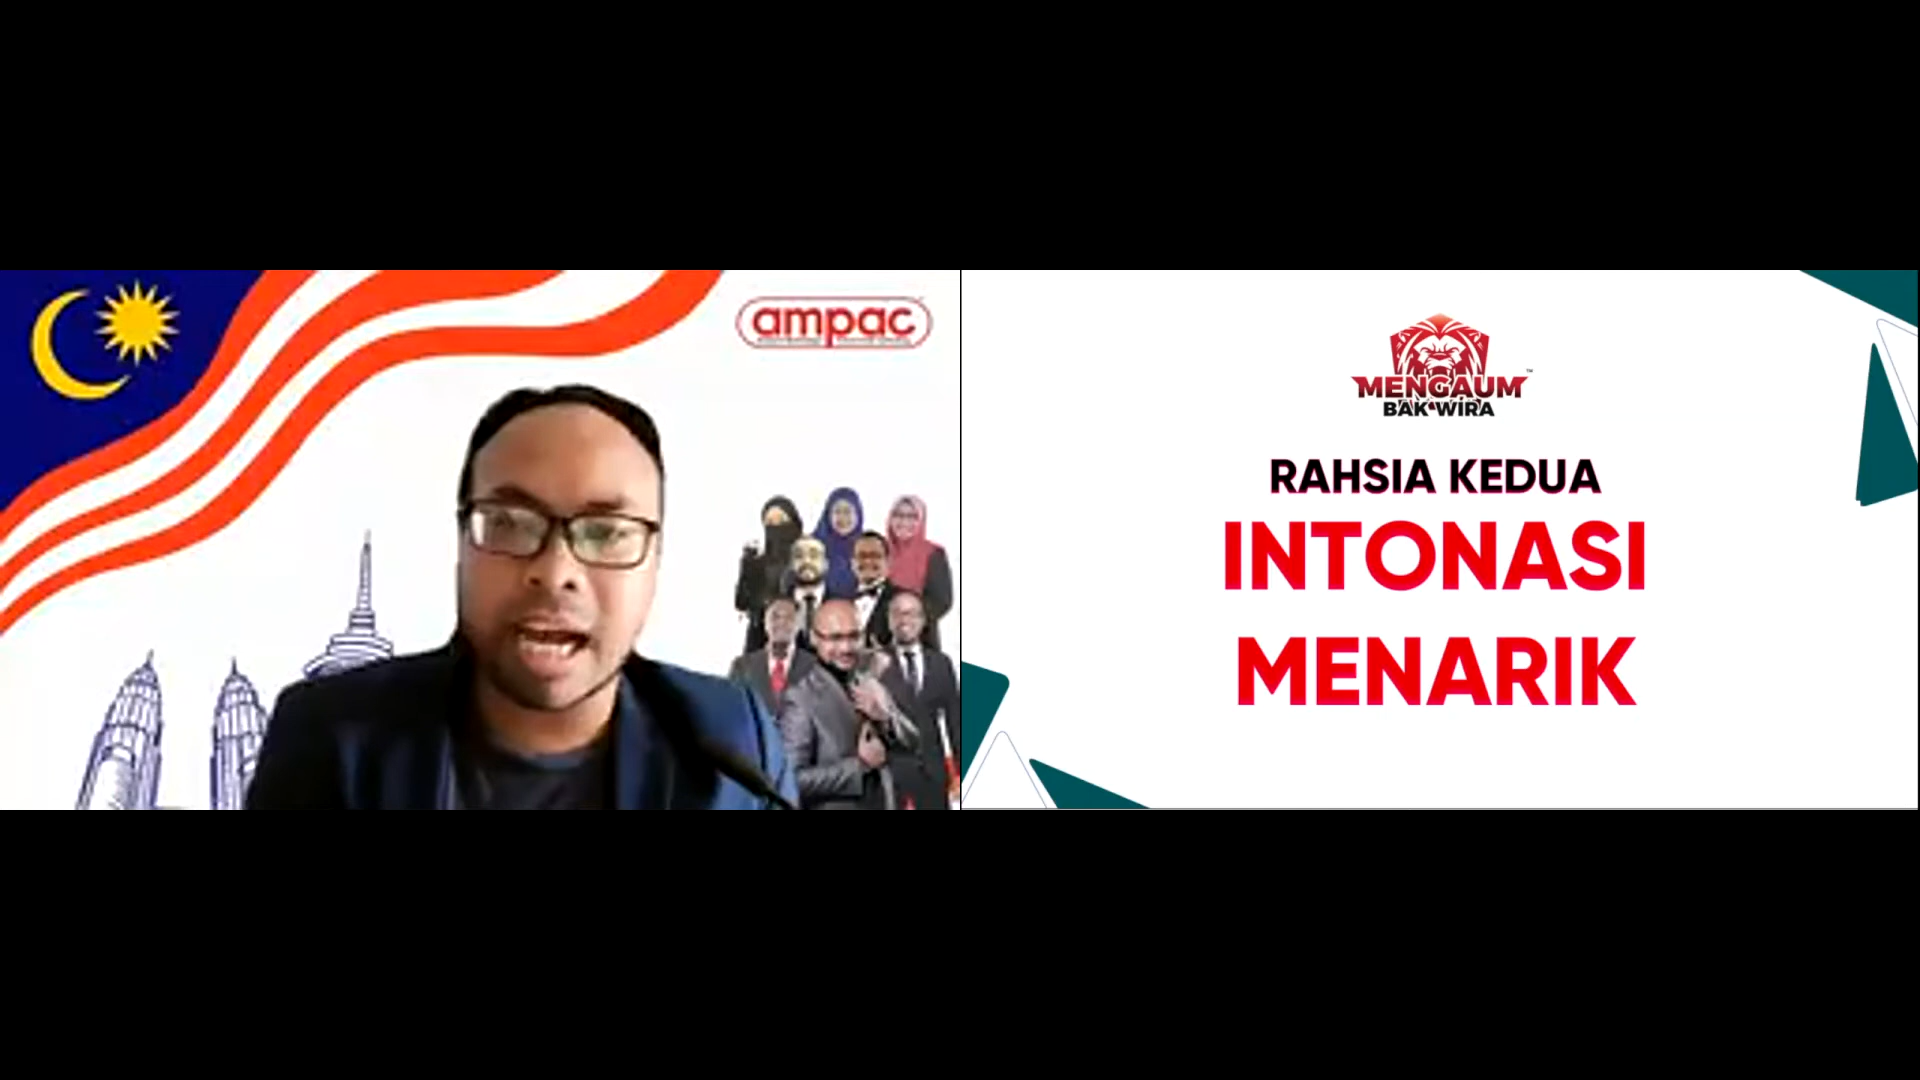 ampac
MENGAUM
BAK WIRA
RAHSIA KEDUA
INTONASI
MENARIK